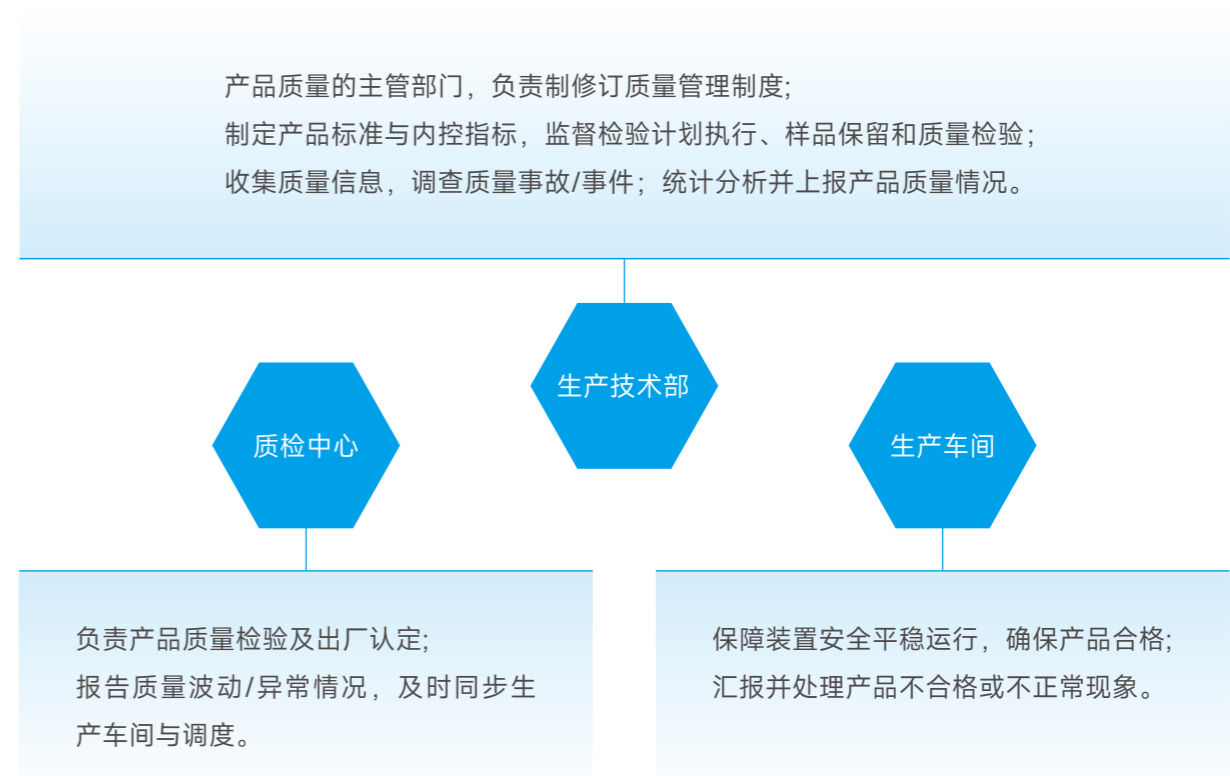 产品质量的主管部门，负责制修订质量管理制度;
制定产品标准与内控指标，监督检验计划执行、样品保留和质量检验；
收集质量信息，调查质量事故/事件；统计分析并上报产品质量情况。
生产技术部
质检中心
生产车间
负责产品质量检验及出厂认定;
报告质量波动/异常情况，及时同步生
产车间与调度。
保障装置安全平稳运行，确保产品合格;
汇报并处理产品不合格或不正常现象。